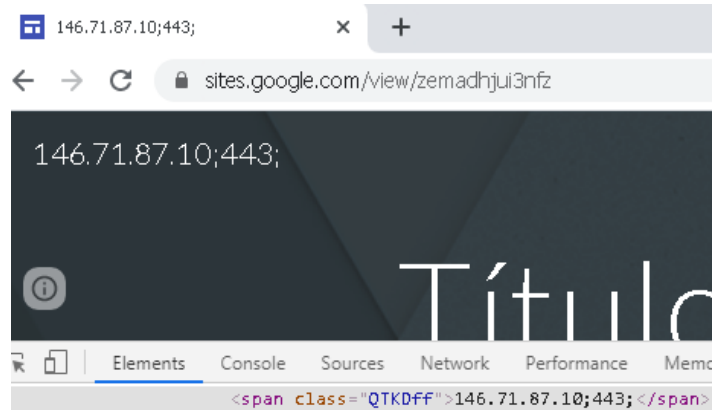 146.71.87.10;443;
sites.google.com/view/zemadhjui3nfz
146.71.87.10;443;
Elements Console Sources Network Performance
<span class="QTKDff">146.71.87.10;443;</span>